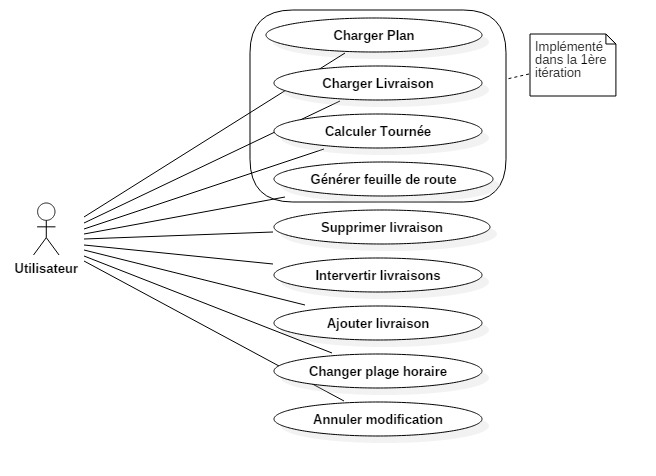 Charger Plan
Implémenté
dans la 1ère
itération
Charger Livraison
Calculer Tournée
Générer feuille de route
Supprimer livraison
Utilisateur
Intervertir livraisons
Ajouter livraison
Changer plage horaire
Annuler modification